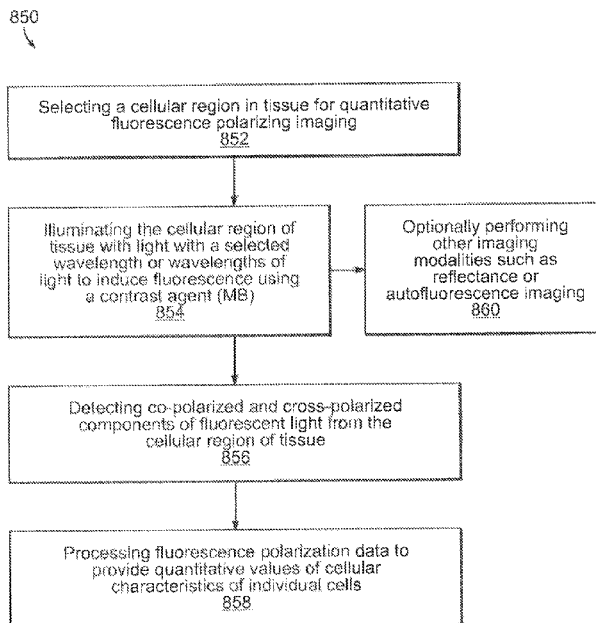 850
Selecting a cellular region in tissue for quantitative
fluorescence polarizing imaging
852
Illuminating the cellular region of
tissue with light with a selected
wavelength or wavelengths of
light to induce fluorescence using
a contrast agent (MB)
854
Optionally performing
other imaging
modalities such as
reflectance or
autofluorescence imaging
860
Detecting co-polarized and cross-polarized
components of fluorescent light from the
cellular region of tissue
856
Processing fluorescence polarization data to
provide quantitative values of cellular
characteristics of individual cells
858